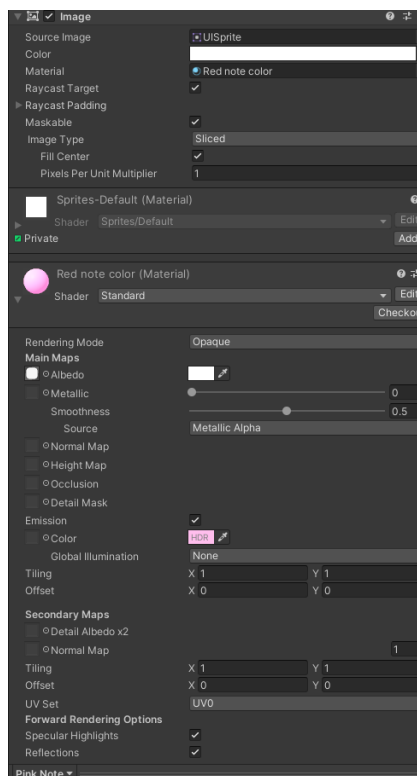 Image
Source Image UISprite
Color
Material Red note color
Raycast Target
Raycast Padding
Maskable
Image Type Sliced
Fill Center
Pixels Per Unit Multiplier 1
Sprites-Default (Material)
Shader Sprites/Default Edit
Private Add
Red note color (Material)
Shader Standard Edit
Checkou
Rendering Mode Opaque
Main Maps
Albedo
Metallic 0
Smoothness 0.5
Source Metallic Alpha
Normal Map
Height Map
Occlusion
Detail Mask
Emission
Color HDR
Global Illumination None
Tiling X 1 Y 1
Offset X 0 Y 0
Secondary Maps
Detail Albedo x2
Normal Map 1
Tiling X 1 Y 1
Offset X 0 Y 0
UV Set UV0
Forward Rendering Options
Specular Highlights
Reflections
Pink Note